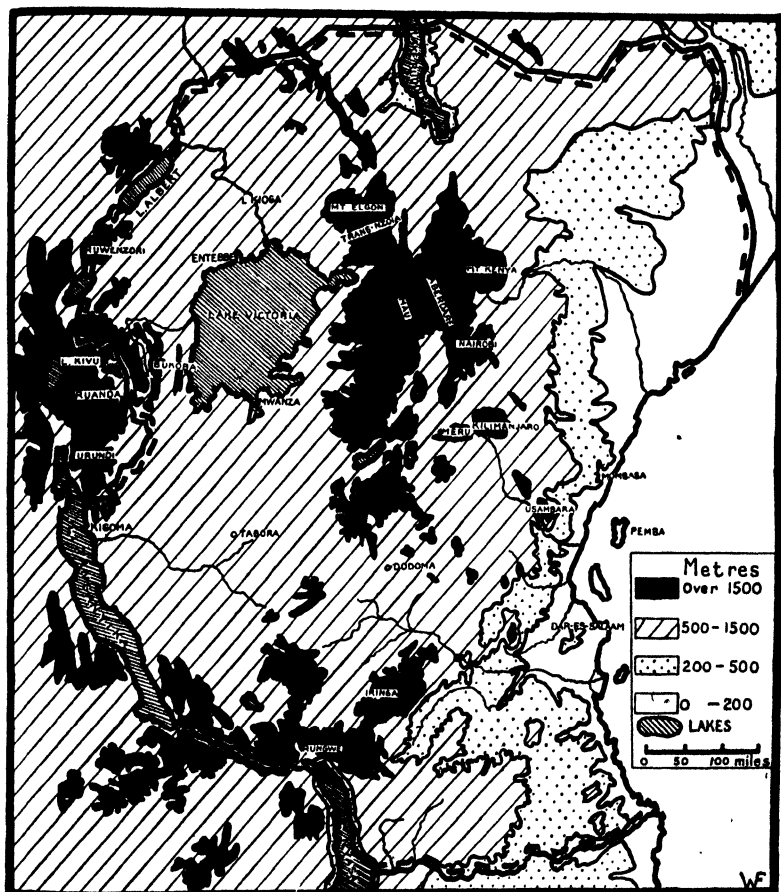 L. ALBERT
L. KIOGA
MT ELGON
TRANS-NZOIA
RUWENZORI
ENTEBBE
MT KENYA
LAKE VICTORIA
MAU
ABERDARE
NAIROBI
L. KIVU
BUKOBA
RUANDA
MWANZA
MERU
KILIMANJARO
URUNDI
MOMBASA
USAMBARA
KIGOMA
TABORA
PEMBA
DODOMA
Metres
Over 1500
500-1500
DAR-ES-SALAAM
200-500
IRINGA
0 -200
LAKES
RUNGWE
0 50 100 miles
WF